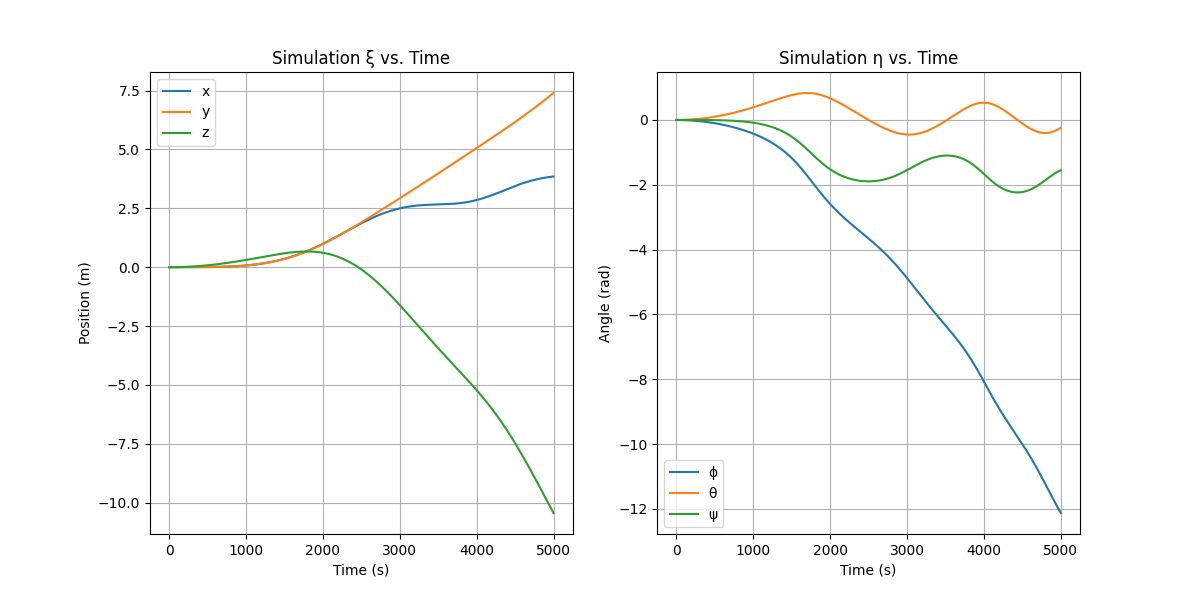 Simulation ξ vs. Time
x
y
z
7.5
5.0
2.5
0.0
−2.5
−5.0
−7.5
−10.0
Position (m)
0 1000 2000 3000 4000 5000
Time (s)
Simulation η vs. Time
0
−2
−4
−6
−8
−10
−12
Angle (rad)
ϕ
θ
ψ
0 1000 2000 3000 4000 5000
Time (s)